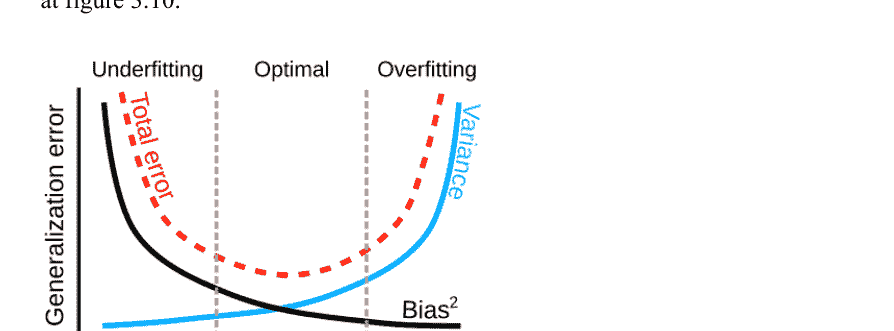 at figure 3.10.
Underfitting Optimal Overfitting
Generalization error
Total error
Variance
Bias²